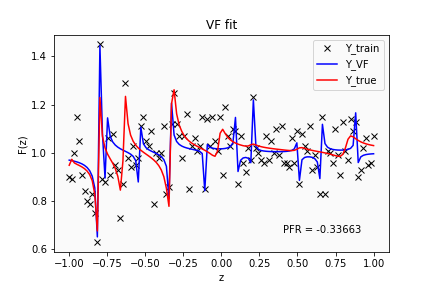 VF fit
Y_train
Y_VF
Y_true
1.4
1.2
1.0
0.8
0.6
F(z)
PFR = -0.33663
−1.00 −0.75 −0.50 −0.25 0.00 0.25 0.50 0.75 1.00
z